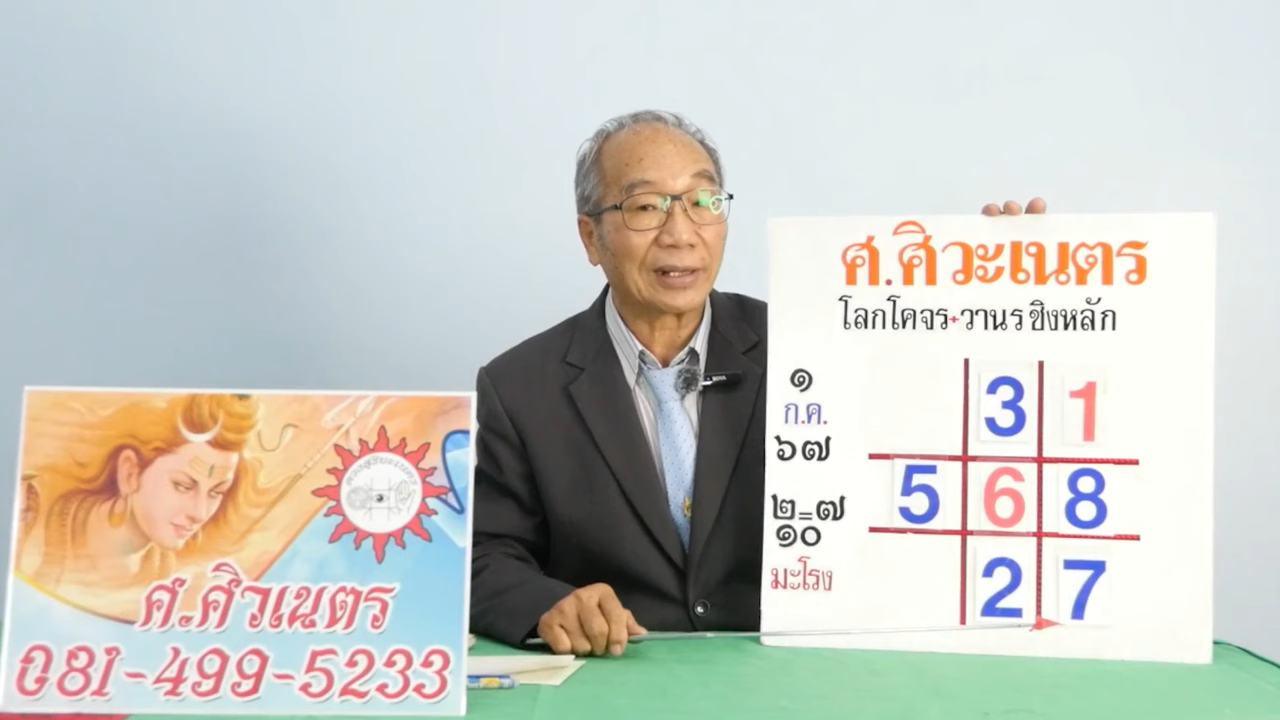 ศ.ศิวะเนตร
โลกโคจร+วานร ชิงหลัก
๑
ก.ค.
๖๗
๒=๗
๑๐
มะโรง
3 1
5 6 8
2 7
ศ.ศิวเนตร
081-499-5233